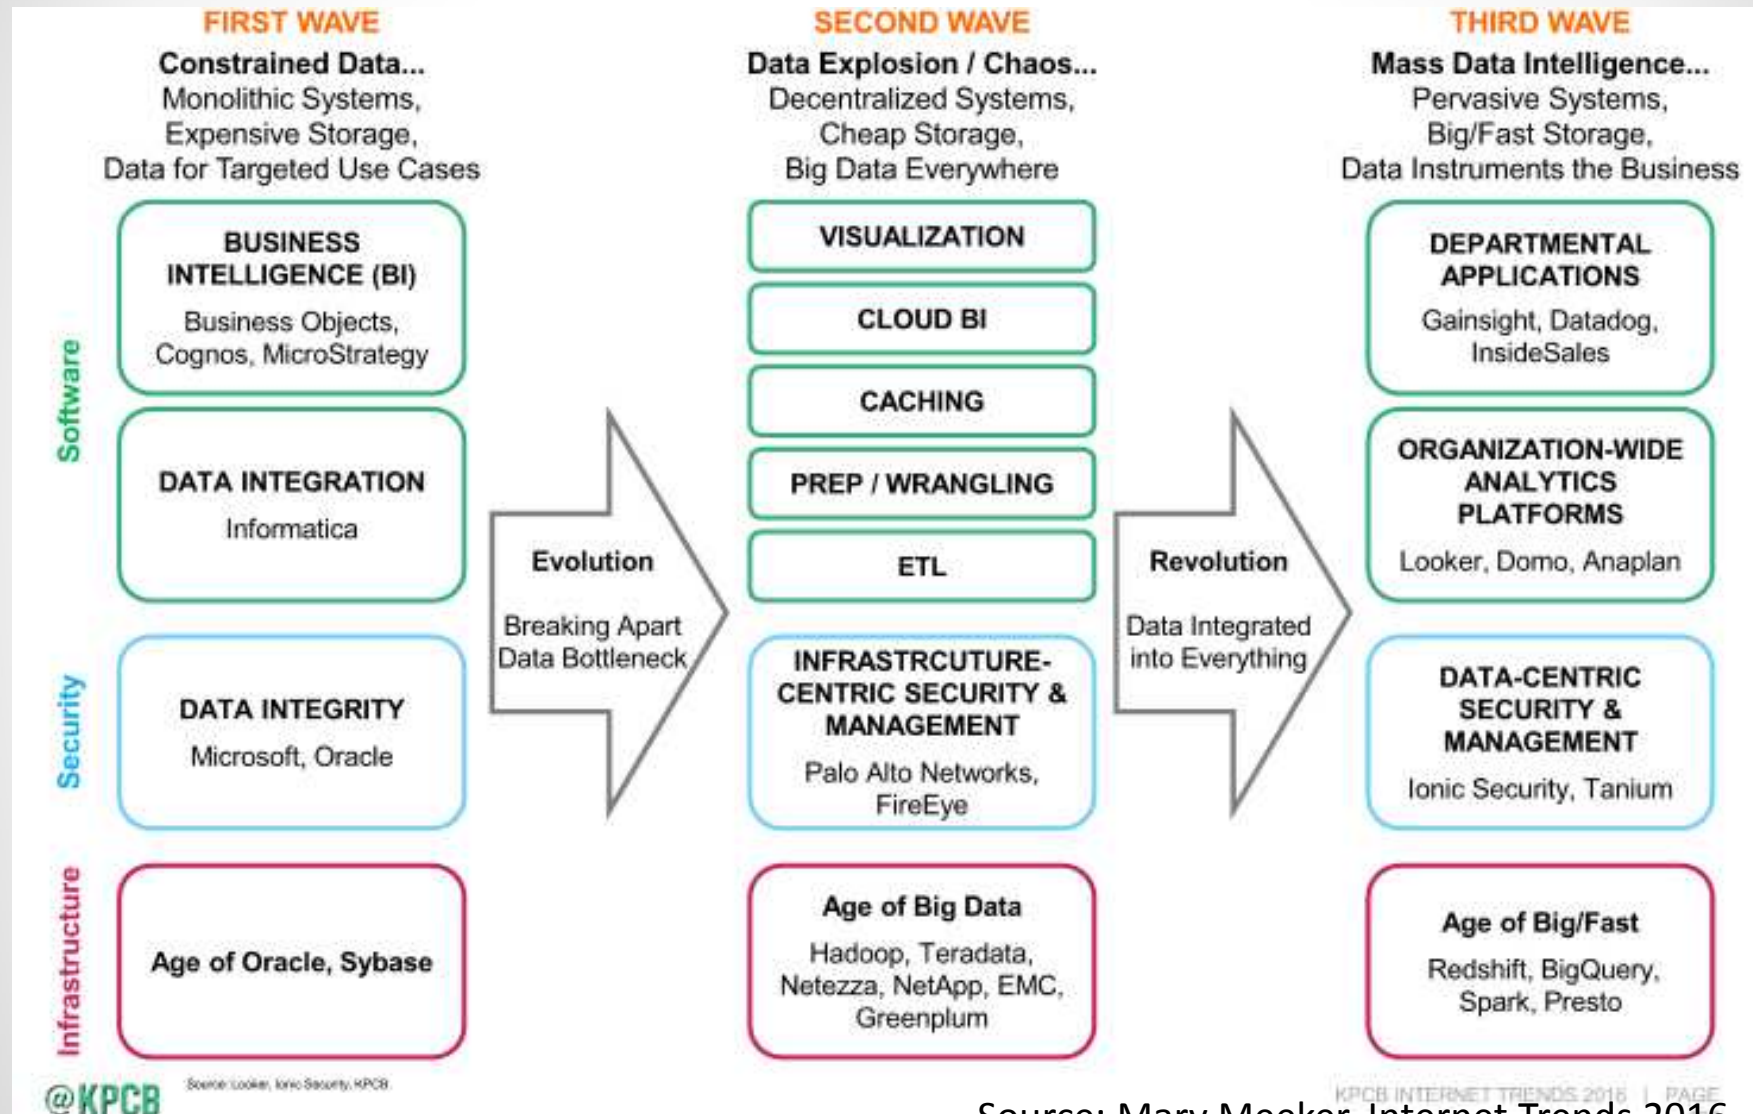 FIRST WAVE
Constrained Data...
Monolithic Systems,
Expensive Storage,
Data for Targeted Use Cases
SECOND WAVE
Data Explosion / Chaos...
Decentralized Systems,
Cheap Storage,
Big Data Everywhere
THIRD WAVE
Mass Data Intelligence...
Pervasive Systems,
Big/Fast Storage,
Data Instruments the Business
Software
BUSINESS
INTELLIGENCE (BI)
Business Objects,
Cognos, MicroStrategy
DATA INTEGRATION
Informatica
Evolution
Breaking Apart
Data Bottleneck
VISUALIZATION
CLOUD BI
CACHING
PREP / WRANGLING
ETL
Revolution
Data Integrated
into Everything
DEPARTMENTAL
APPLICATIONS
Gainsight, Datadog,
InsideSales
ORGANIZATION-WIDE
ANALYTICS
PLATFORMS
Looker, Domo, Anaplan
Security
DATA INTEGRITY
Microsoft, Oracle
INFRASTRCUTURE-
CENTRIC SECURITY &
MANAGEMENT
Palo Alto Networks,
FireEye
DATA-CENTRIC
SECURITY &
MANAGEMENT
Ionic Security, Tanium
Infrastructure
Age of Oracle, Sybase
Age of Big Data
Hadoop, Teradata,
Netezza, NetApp, EMC,
Greenplum
Age of Big/Fast
Redshift, BigQuery,
Spark, Presto
@KPCB
Source: Looker, Ionic Security, KPCB
KPCB INTERNET TRENDS 2016 | PAGE
Source: Mary Meeker, Internet Trends 2016